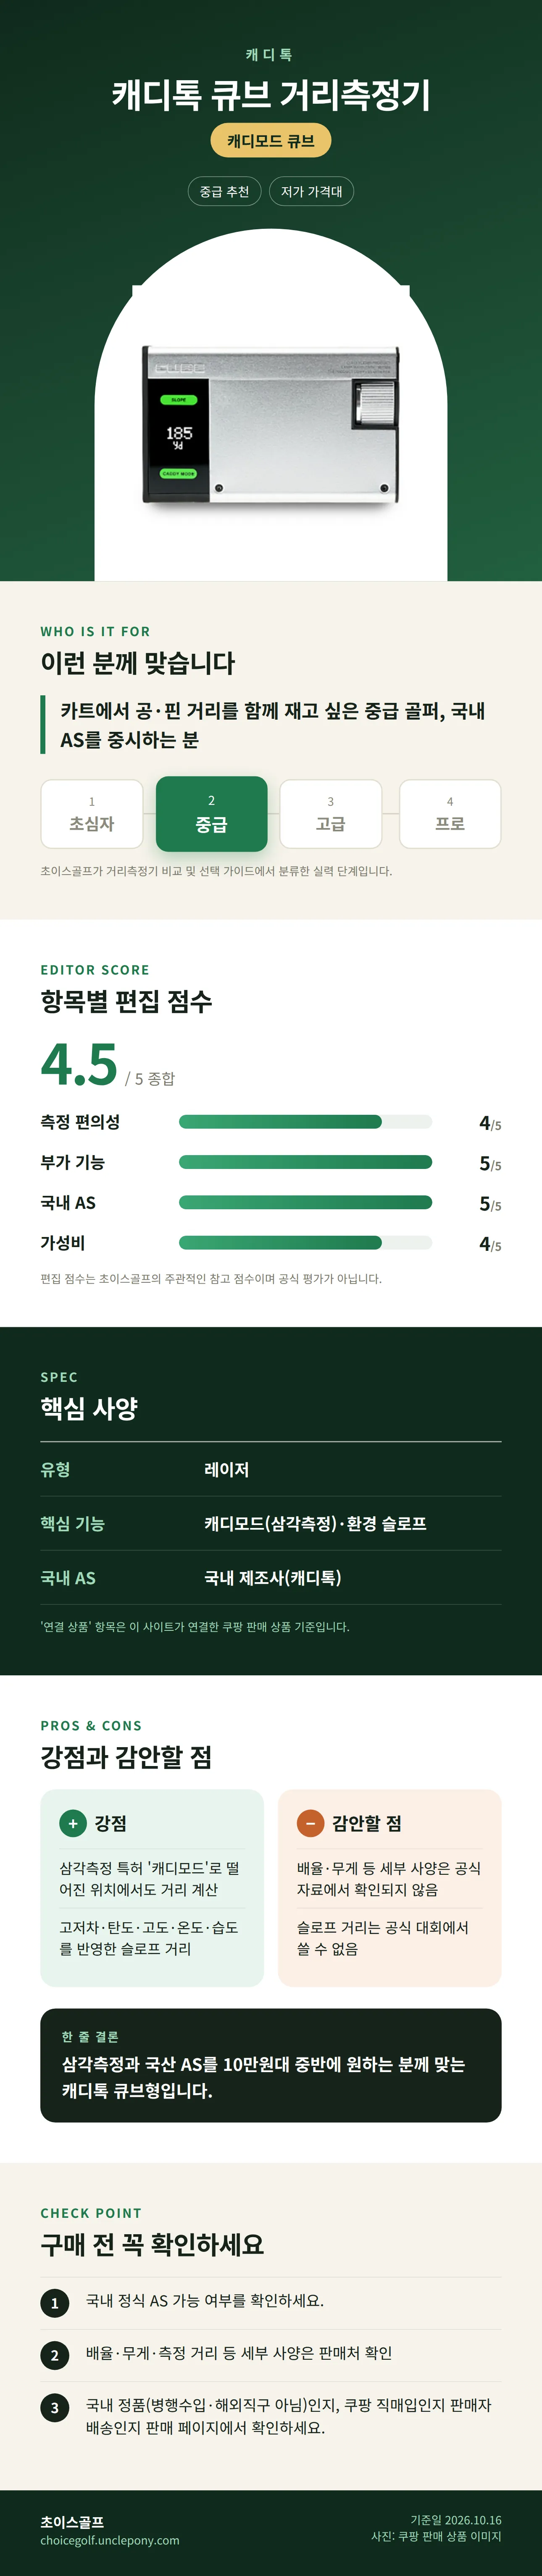 캐디톡
캐디톡 큐브 거리측정기
캐디모드 큐브
중급 추천
저가 가격대
CUBE
SLOPE
185
yd
CADDY MODE
WHO IS IT FOR
이런 분께 맞습니다
카트에서 공·핀 거리를 함께 재고 싶은 중급 골퍼, 국내
AS를 중시하는 분
1
초심자
2
중급
3
고급
4
프로
초이스골프가 거리측정기 비교 및 선택 가이드에서 분류한 실력 단계입니다.
EDITOR SCORE
항목별 편집 점수
4.5 / 5 종합
측정 편의성 4/5
부가 기능 5/5
국내 AS 5/5
가성비 4/5
편집 점수는 초이스골프의 주관적인 참고 점수이며 공식 평가가 아닙니다.
SPEC
핵심 사양
유형 레이저
핵심 기능 캐디모드(삼각측정)·환경 슬로프
국내 AS 국내 제조사(캐디톡)
'연결 상품' 항목은 이 사이트가 연결한 쿠팡 판매 상품 기준입니다.
PROS & CONS
강점과 감안할 점
+ 강점
삼각측정 특허 '캐디모드'로 떨
어진 위치에서도 거리 계산
고저차·탄도·고도·온도·습도
를 반영한 슬로프 거리
− 감안할 점
배율·무게 등 세부 사양은 공식
자료에서 확인되지 않음
슬로프 거리는 공식 대회에서
쓸 수 없음
한 줄 결론
삼각측정과 국산 AS를 10만원대 중반에 원하는 분께 맞는
캐디톡 큐브형입니다.
CHECK POINT
구매 전 꼭 확인하세요
1 국내 정식 AS 가능 여부를 확인하세요.
2 배율·무게·측정 거리 등 세부 사양은 판매처 확인
3 국내 정품(병행수입·해외직구 아님)인지, 쿠팡 직매입인지 판매자
배송인지 판매 페이지에서 확인하세요.
초이스골프
choicegolf.unclepony.com
기준일 2026.10.16
사진: 쿠팡 판매 상품 이미지